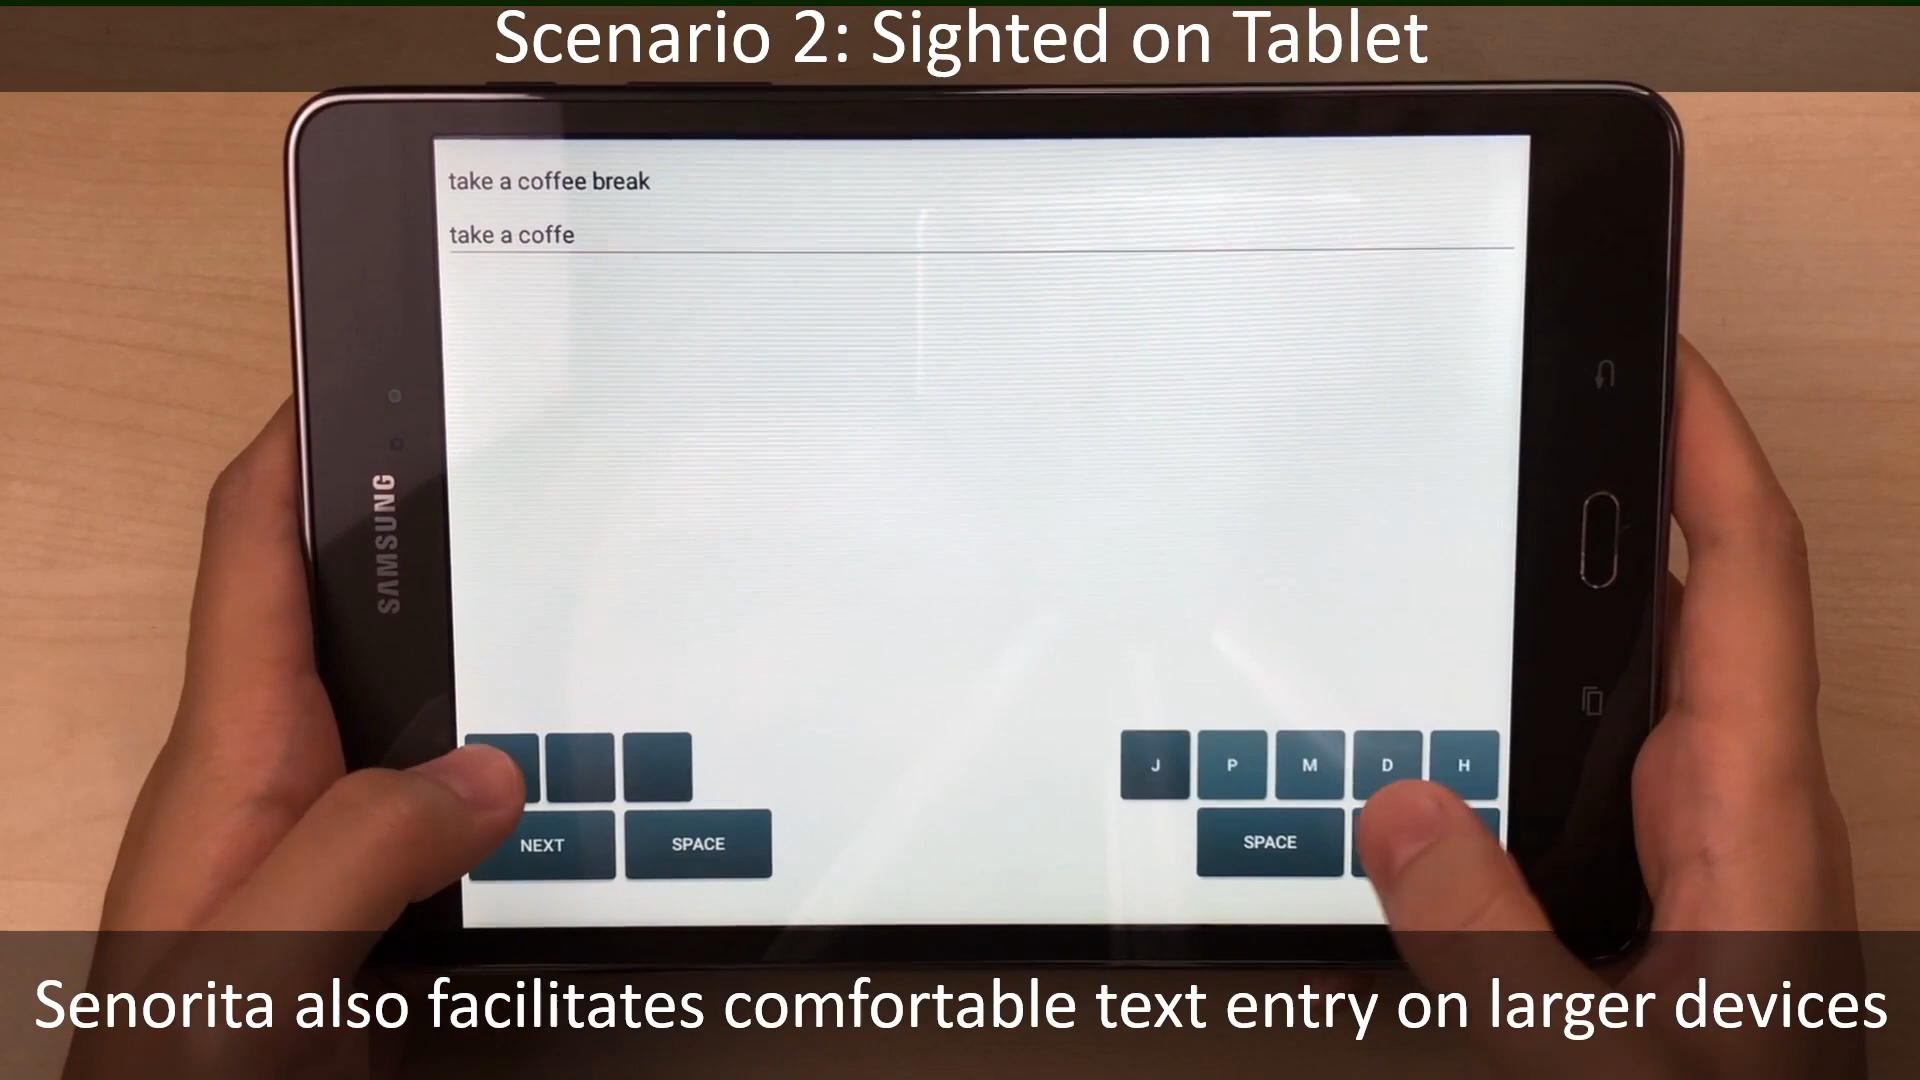 Scenario 2: Sighted on Tablet
take a coffee break
take a coffe
SAMSUNG
J P M D H
NEXT SPACE SPACE
Senorita also facilitates comfortable text entry on larger devices